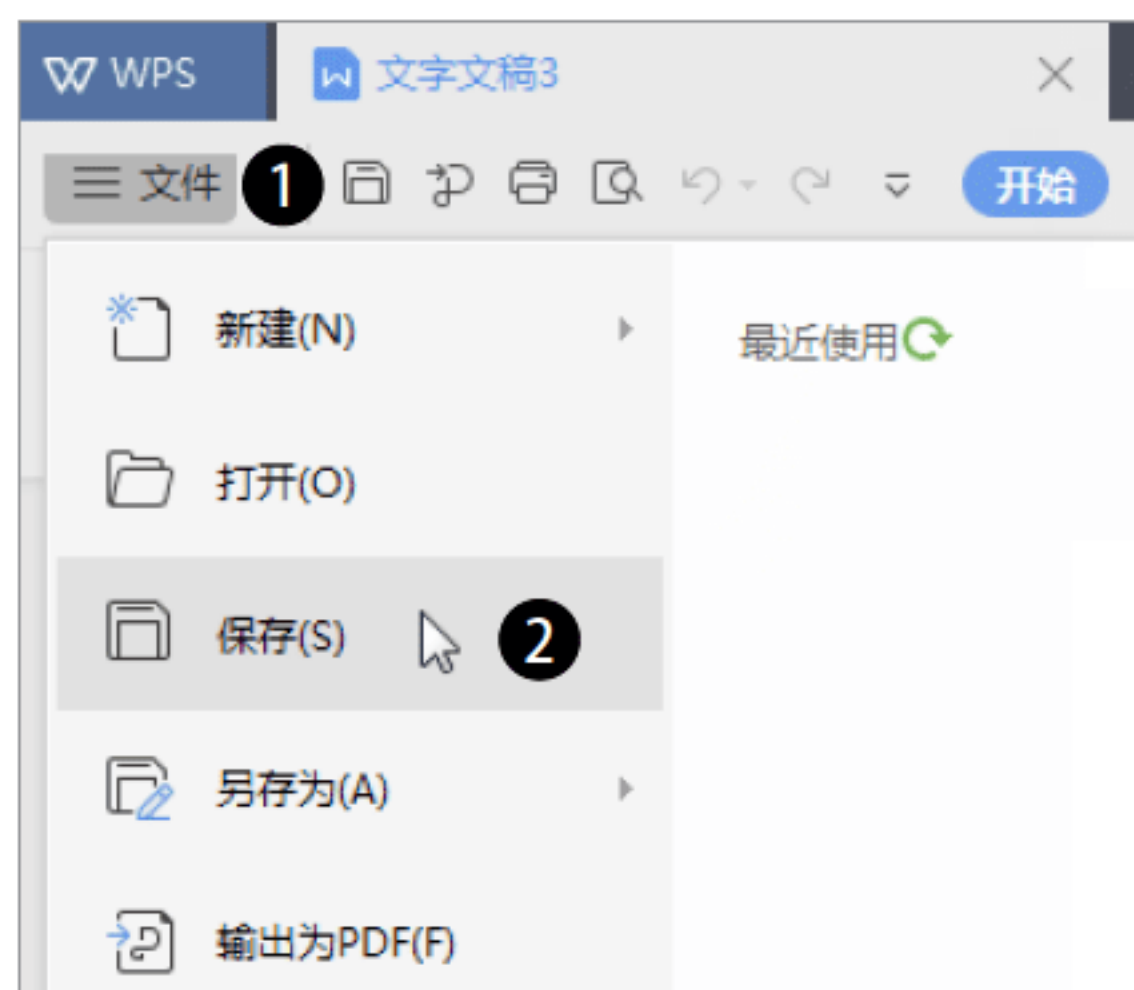 WPS
文字文稿3
文件 1 开始
新建(N)
最近使用
打开(O)
保存(S) 2
另存为(A)
输出为PDF(F)